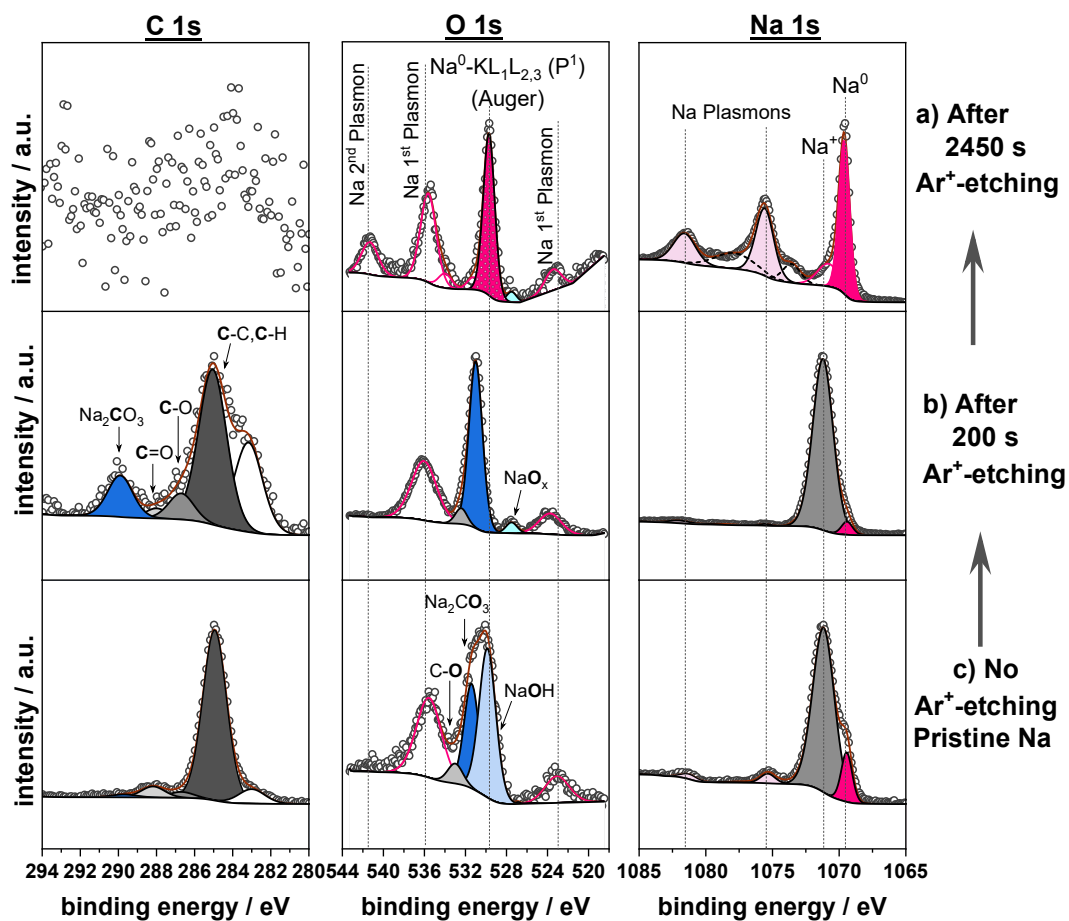 C 1s
O 1s
Na 1s
intensity / a.u.
Na 2nd Plasmon
Na 1st Plasmon
Na⁰-KL₁L₂,₃ (P¹)
(Auger)
Na 1st Plasmon
Na Plasmons
Na⁺
Na⁰
a) After
2450 s
Ar⁺-etching
intensity / a.u.
Na₂CO₃
C=O
C-O
C-C,C-H
NaOₓ
b) After
200 s
Ar⁺-etching
intensity / a.u.
Na₂CO₃
C-O
NaOH
c) No
Ar⁺-etching
Pristine Na
294 292 290 288 286 284 282 280
544 536 528 520
1085 1080 1075 1070 1065
binding energy / eV
binding energy / eV
binding energy / eV